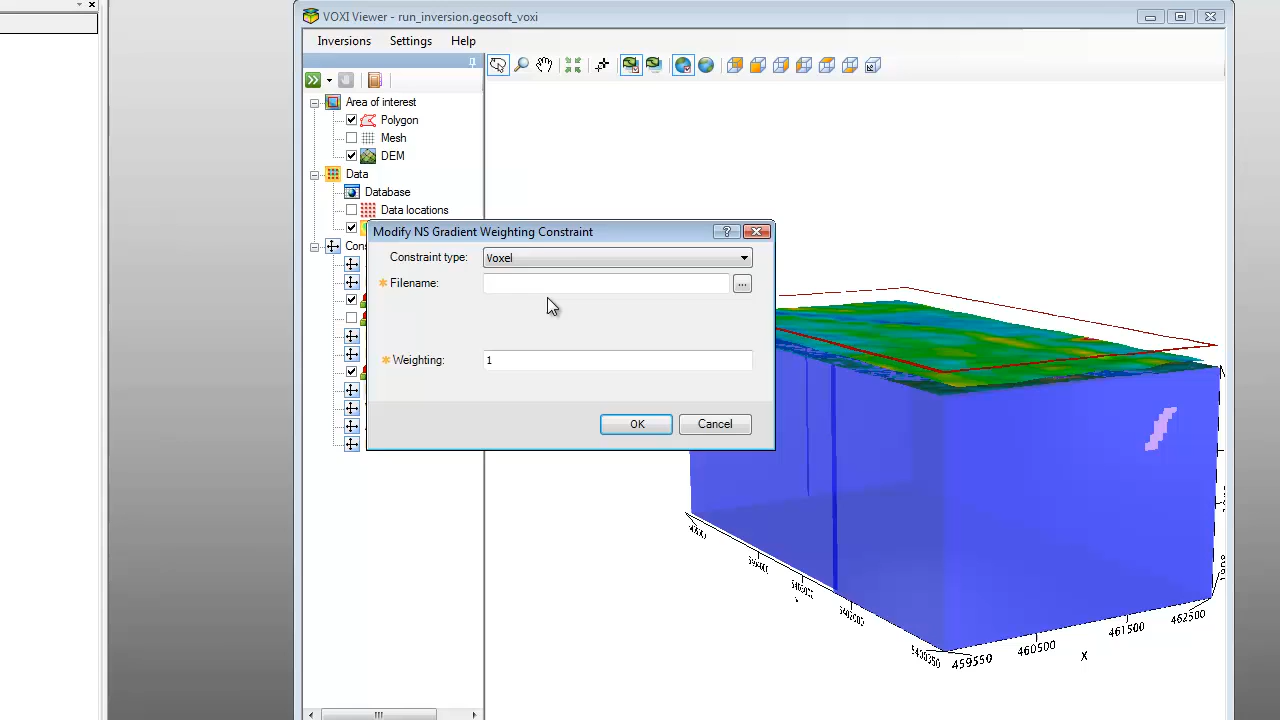 VOXI Viewer - run_inversion.geosoft_voxi
Inversions Settings Help
Area of interest
Polygon
Mesh
DEM
Data
Database
Data locations
Modify NS Gradient Weighting Constraint
Constraint type: Voxel
Filename: ...
Weighting: 1
OK Cancel
459550 460500 461500 462500
X